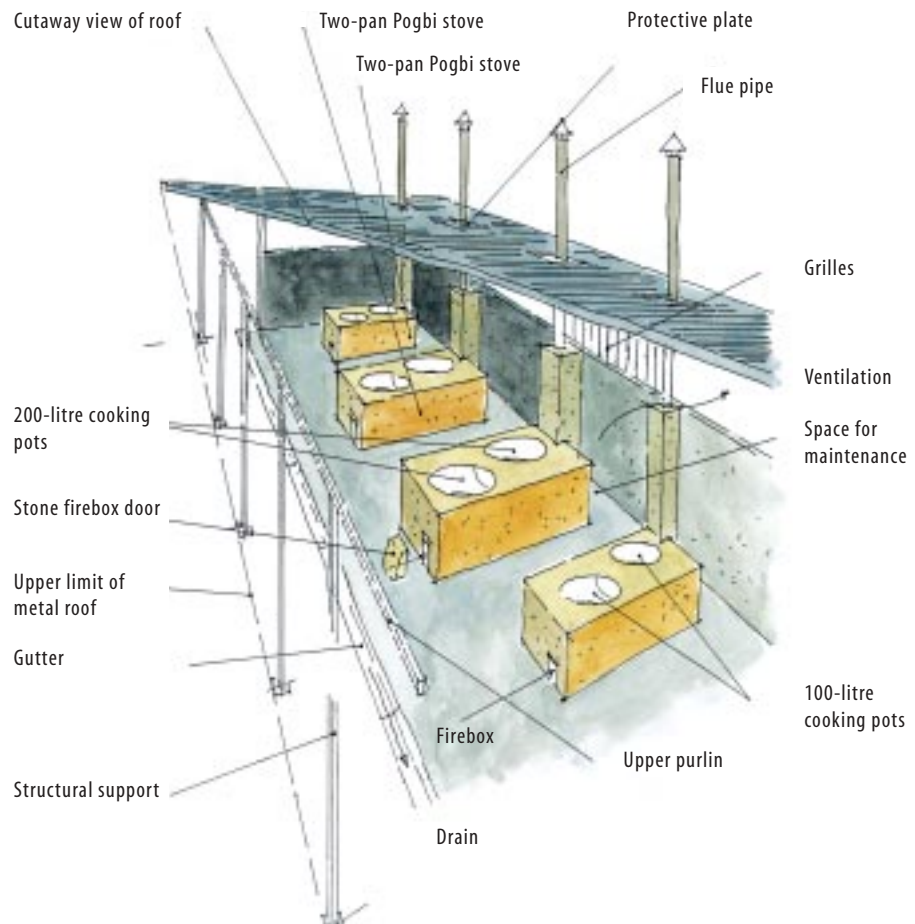 Cutaway view of roof
Two-pan Pogbi stove
Protective plate
Two-pan Pogbi stove
Flue pipe
Grilles
Ventilation
200-litre cooking
pots
Space for
maintenance
Stone firebox door
Upper limit of
metal roof
Gutter
100-litre
cooking pots
Firebox
Upper purlin
Structural support
Drain